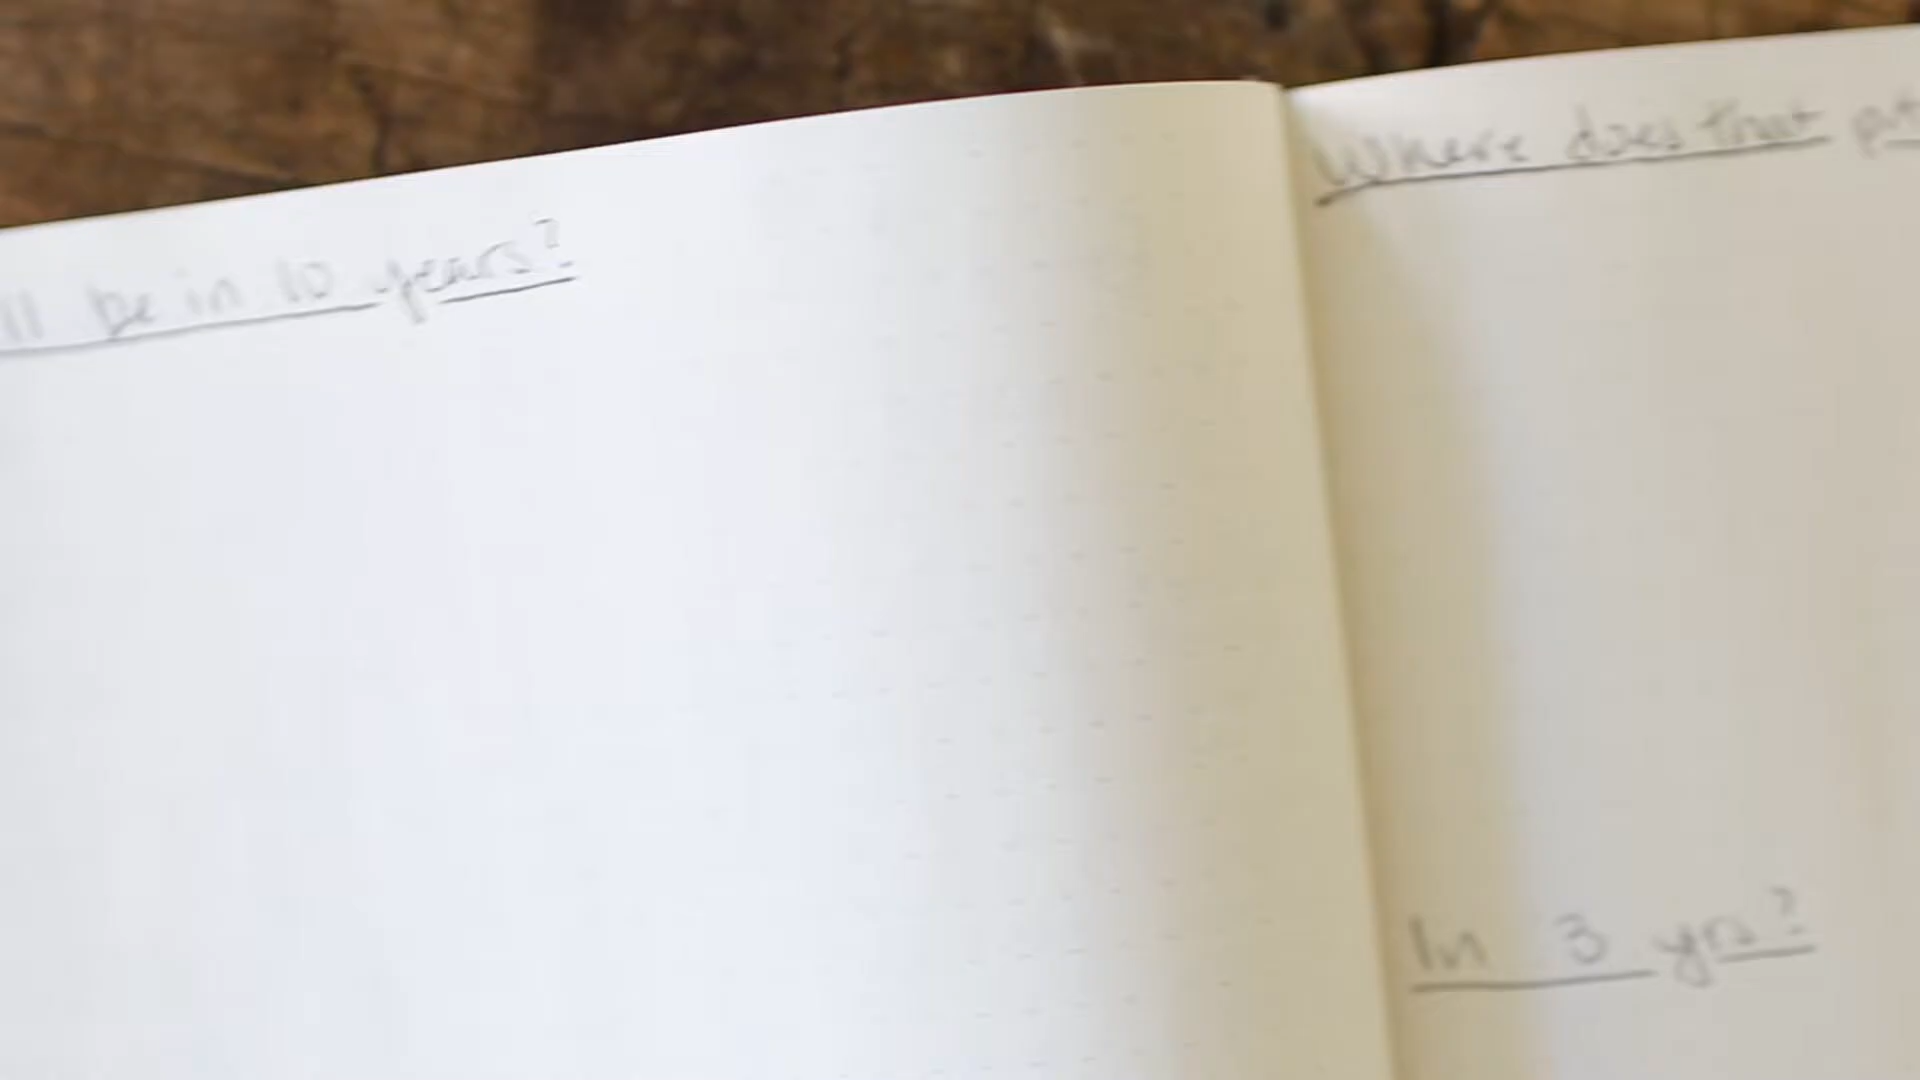 be in 10 years?
Where does that
In 3 yrs?